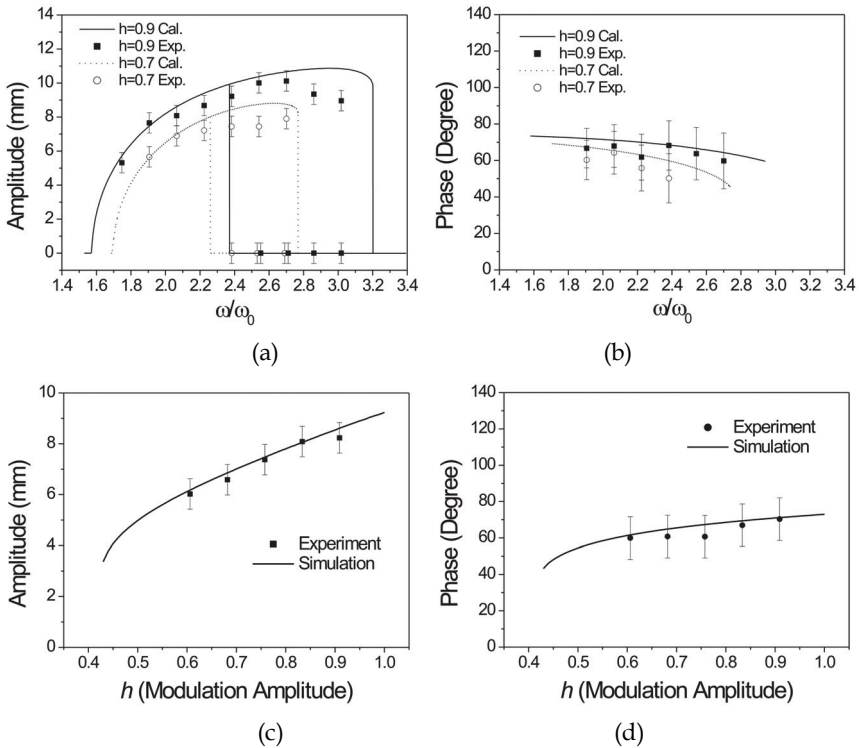 14
12
10
8
6
4
2
0
Amplitude (mm)
h=0.9 Cal.
h=0.9 Exp.
h=0.7 Cal.
h=0.7 Exp.
1.4 1.6 1.8 2.0 2.2 2.4 2.6 2.8 3.0 3.2 3.4
ω/ω0
(a)
140
120
100
80
60
40
20
0
Phase (Degree)
h=0.9 Cal.
h=0.9 Exp.
h=0.7 Cal.
h=0.7 Exp.
1.4 1.6 1.8 2.0 2.2 2.4 2.6 2.8 3.0 3.2 3.4
ω/ω0
(b)
10
8
6
4
2
0
Amplitude (mm)
Experiment
Simulation
0.4 0.5 0.6 0.7 0.8 0.9 1.0
h (Modulation Amplitude)
(c)
140
120
100
80
60
40
20
0
Phase (Degree)
Experiment
Simulation
0.4 0.5 0.6 0.7 0.8 0.9 1.0
h (Modulation Amplitude)
(d)